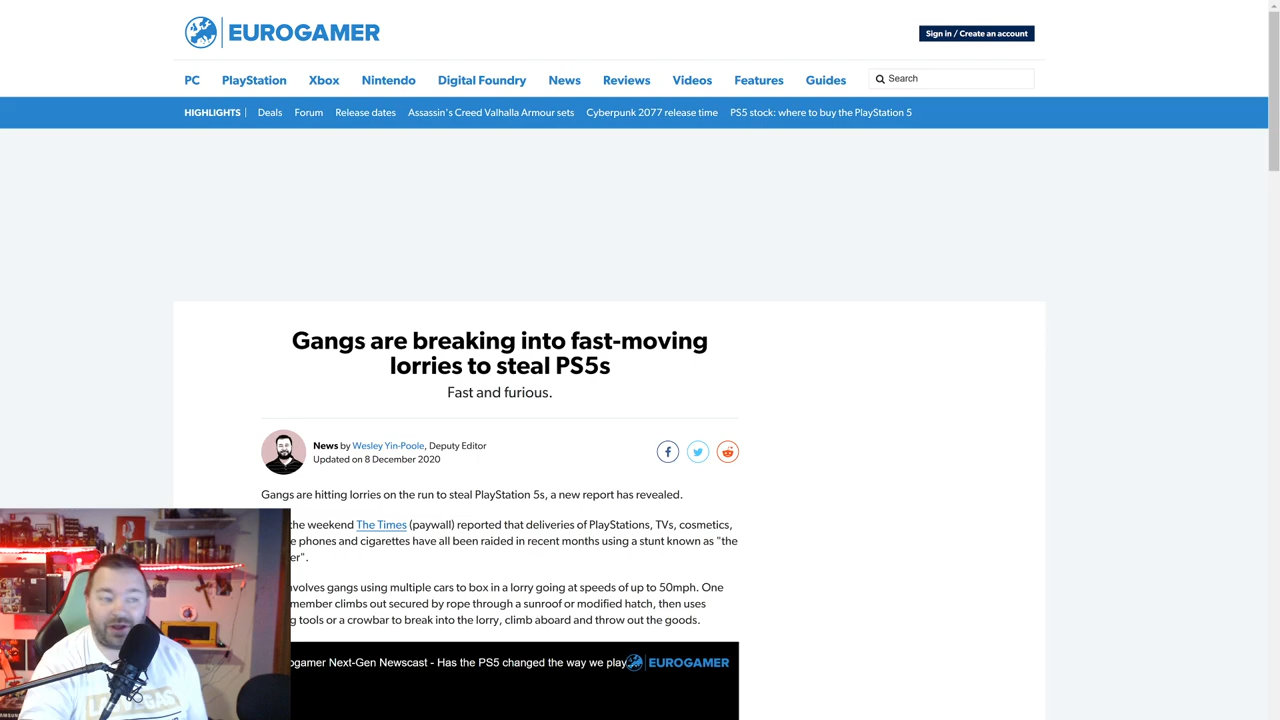 EUROGAMER
Sign in / Create an account
PC PlayStation Xbox Nintendo Digital Foundry News Reviews Videos Features Guides Search
HIGHLIGHTS Deals Forum Release dates Assassin's Creed Valhalla Armour sets Cyberpunk 2077 release time PS5 stock: where to buy the PlayStation 5
Gangs are breaking into fast-moving
lorries to steal PS5s
Fast and furious.
News by Wesley Yin-Poole, Deputy Editor
Updated on 8 December 2020
Gangs are hitting lorries on the run to steal PlayStation 5s, a new report has revealed.
the weekend The Times (paywall) reported that deliveries of PlayStations, TVs, cosmetics,
phones and cigarettes have all been raided in recent months using a stunt known as "the
er".
nvolves gangs using multiple cars to box in a lorry going at speeds of up to 50mph. One
member climbs out secured by rope through a sunroof or modified hatch, then uses
tools or a crowbar to break into the lorry, climb aboard and throw out the goods.
ogamer Next-Gen Newscast - Has the PS5 changed the way we play EUROGAMER
LAS VEGAS
SAMSUNG